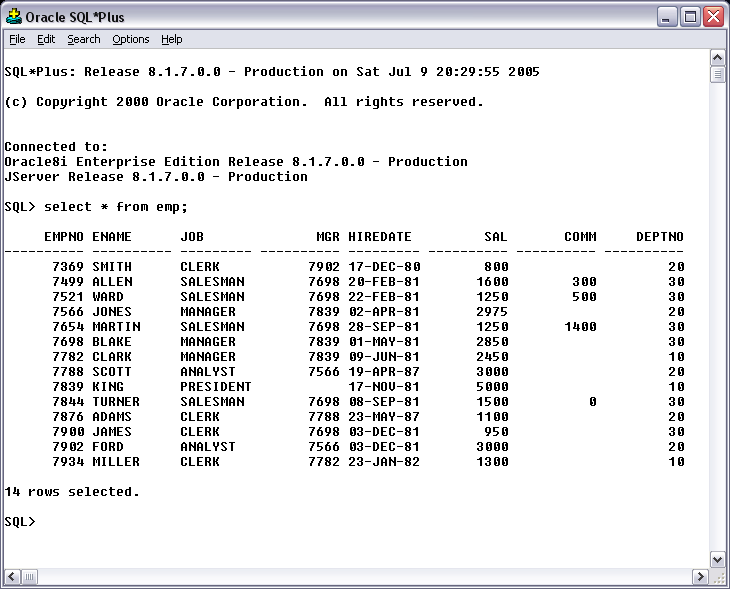 Oracle SQL*Plus
File Edit Search Options Help
SQL*Plus: Release 8.1.7.0.0 - Production on Sat Jul 9 20:29:55 2005
(c) Copyright 2000 Oracle Corporation.  All rights reserved.
Connected to:
Oracle8i Enterprise Edition Release 8.1.7.0.0 - Production
JServer Release 8.1.7.0.0 - Production
SQL> select * from emp;
     EMPNO ENAME      JOB              MGR HIREDATE         SAL       COMM     DEPTNO
---------- ---------- --------- ---------- --------- ---------- ---------- ----------
      7369 SMITH      CLERK           7902 17-DEC-80        800                    20
      7499 ALLEN      SALESMAN        7698 20-FEB-81       1600        300         30
      7521 WARD       SALESMAN        7698 22-FEB-81       1250        500         30
      7566 JONES      MANAGER         7839 02-APR-81       2975                    20
      7654 MARTIN     SALESMAN        7698 28-SEP-81       1250       1400         30
      7698 BLAKE      MANAGER         7839 01-MAY-81       2850                    30
      7782 CLARK      MANAGER         7839 09-JUN-81       2450                    10
      7788 SCOTT      ANALYST         7566 19-APR-87       3000                    20
      7839 KING       PRESIDENT            17-NOV-81       5000                    10
      7844 TURNER     SALESMAN        7698 08-SEP-81       1500          0         30
      7876 ADAMS      CLERK           7788 23-MAY-87       1100                    20
      7900 JAMES      CLERK           7698 03-DEC-81        950                    30
      7902 FORD       ANALYST         7566 03-DEC-81       3000                    20
      7934 MILLER     CLERK           7782 23-JAN-82       1300                    10
14 rows selected.
SQL>